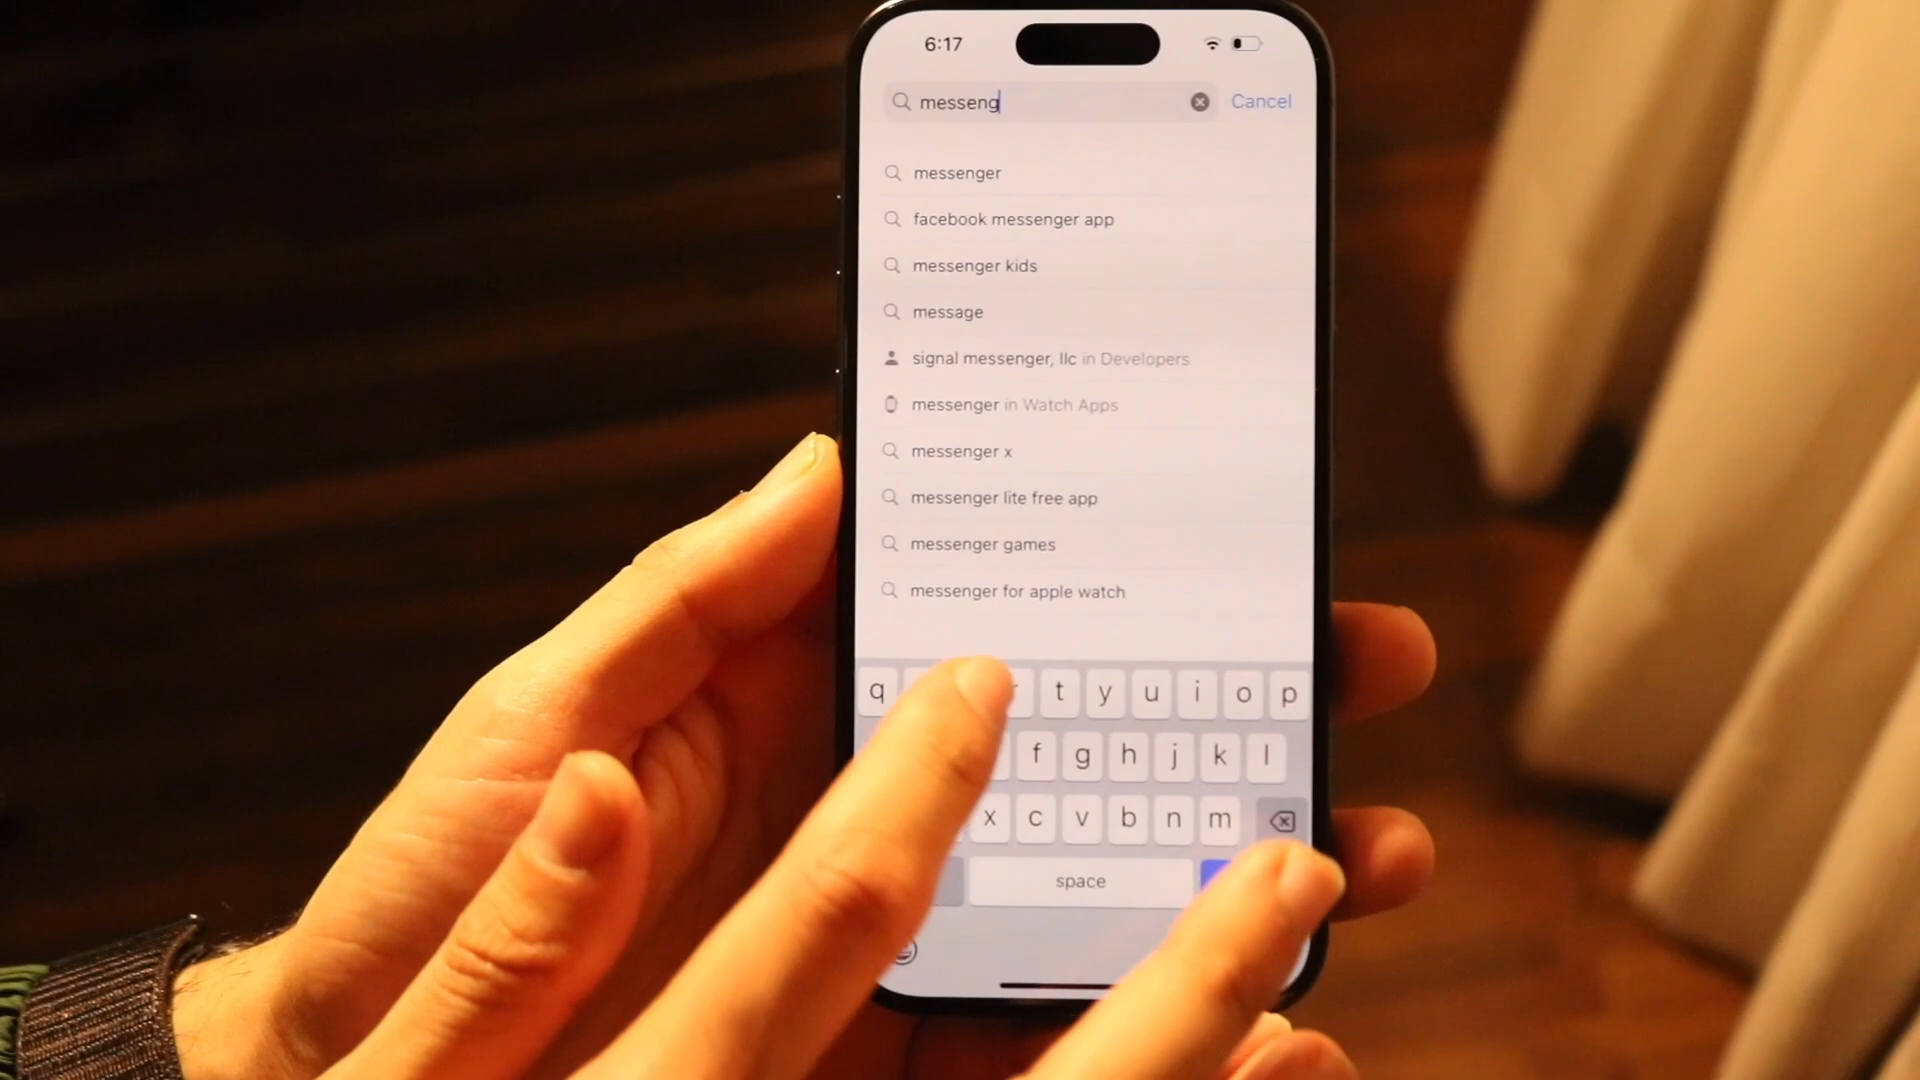 6:17
messeng
Cancel
messenger
facebook messenger app
messenger kids
message
signal messenger, llc in Developers
messenger in Watch Apps
messenger x
messenger lite free app
messenger games
messenger for apple watch
q r t y u i o p
f g h j k l
x c v b n m
space